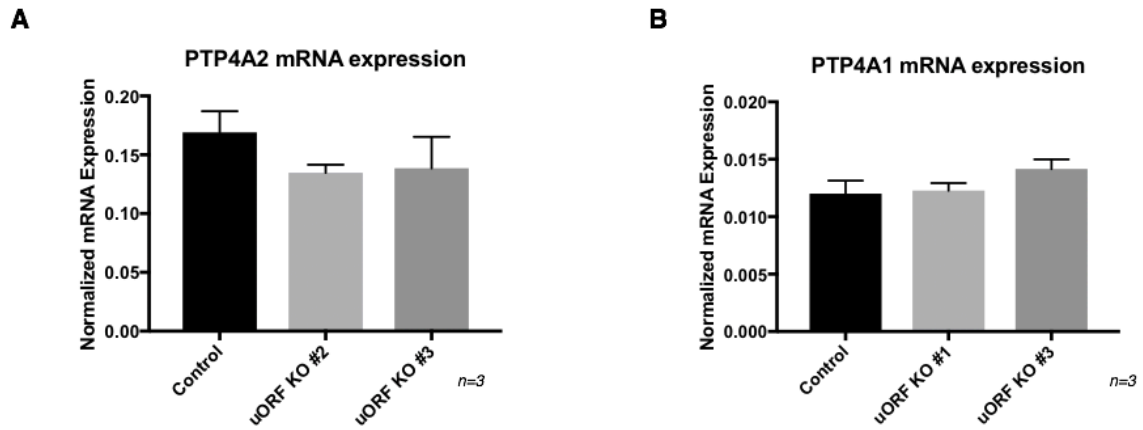 A
PTP4A2 mRNA expression
Normalized mRNA Expression
0.20
0.15
0.10
0.05
0.00
Control
uORF KO #2
uORF KO #3
n=3
B
PTP4A1 mRNA expression
Normalized mRNA Expression
0.020
0.015
0.010
0.005
0.000
Control
uORF KO #1
uORF KO #3
n=3